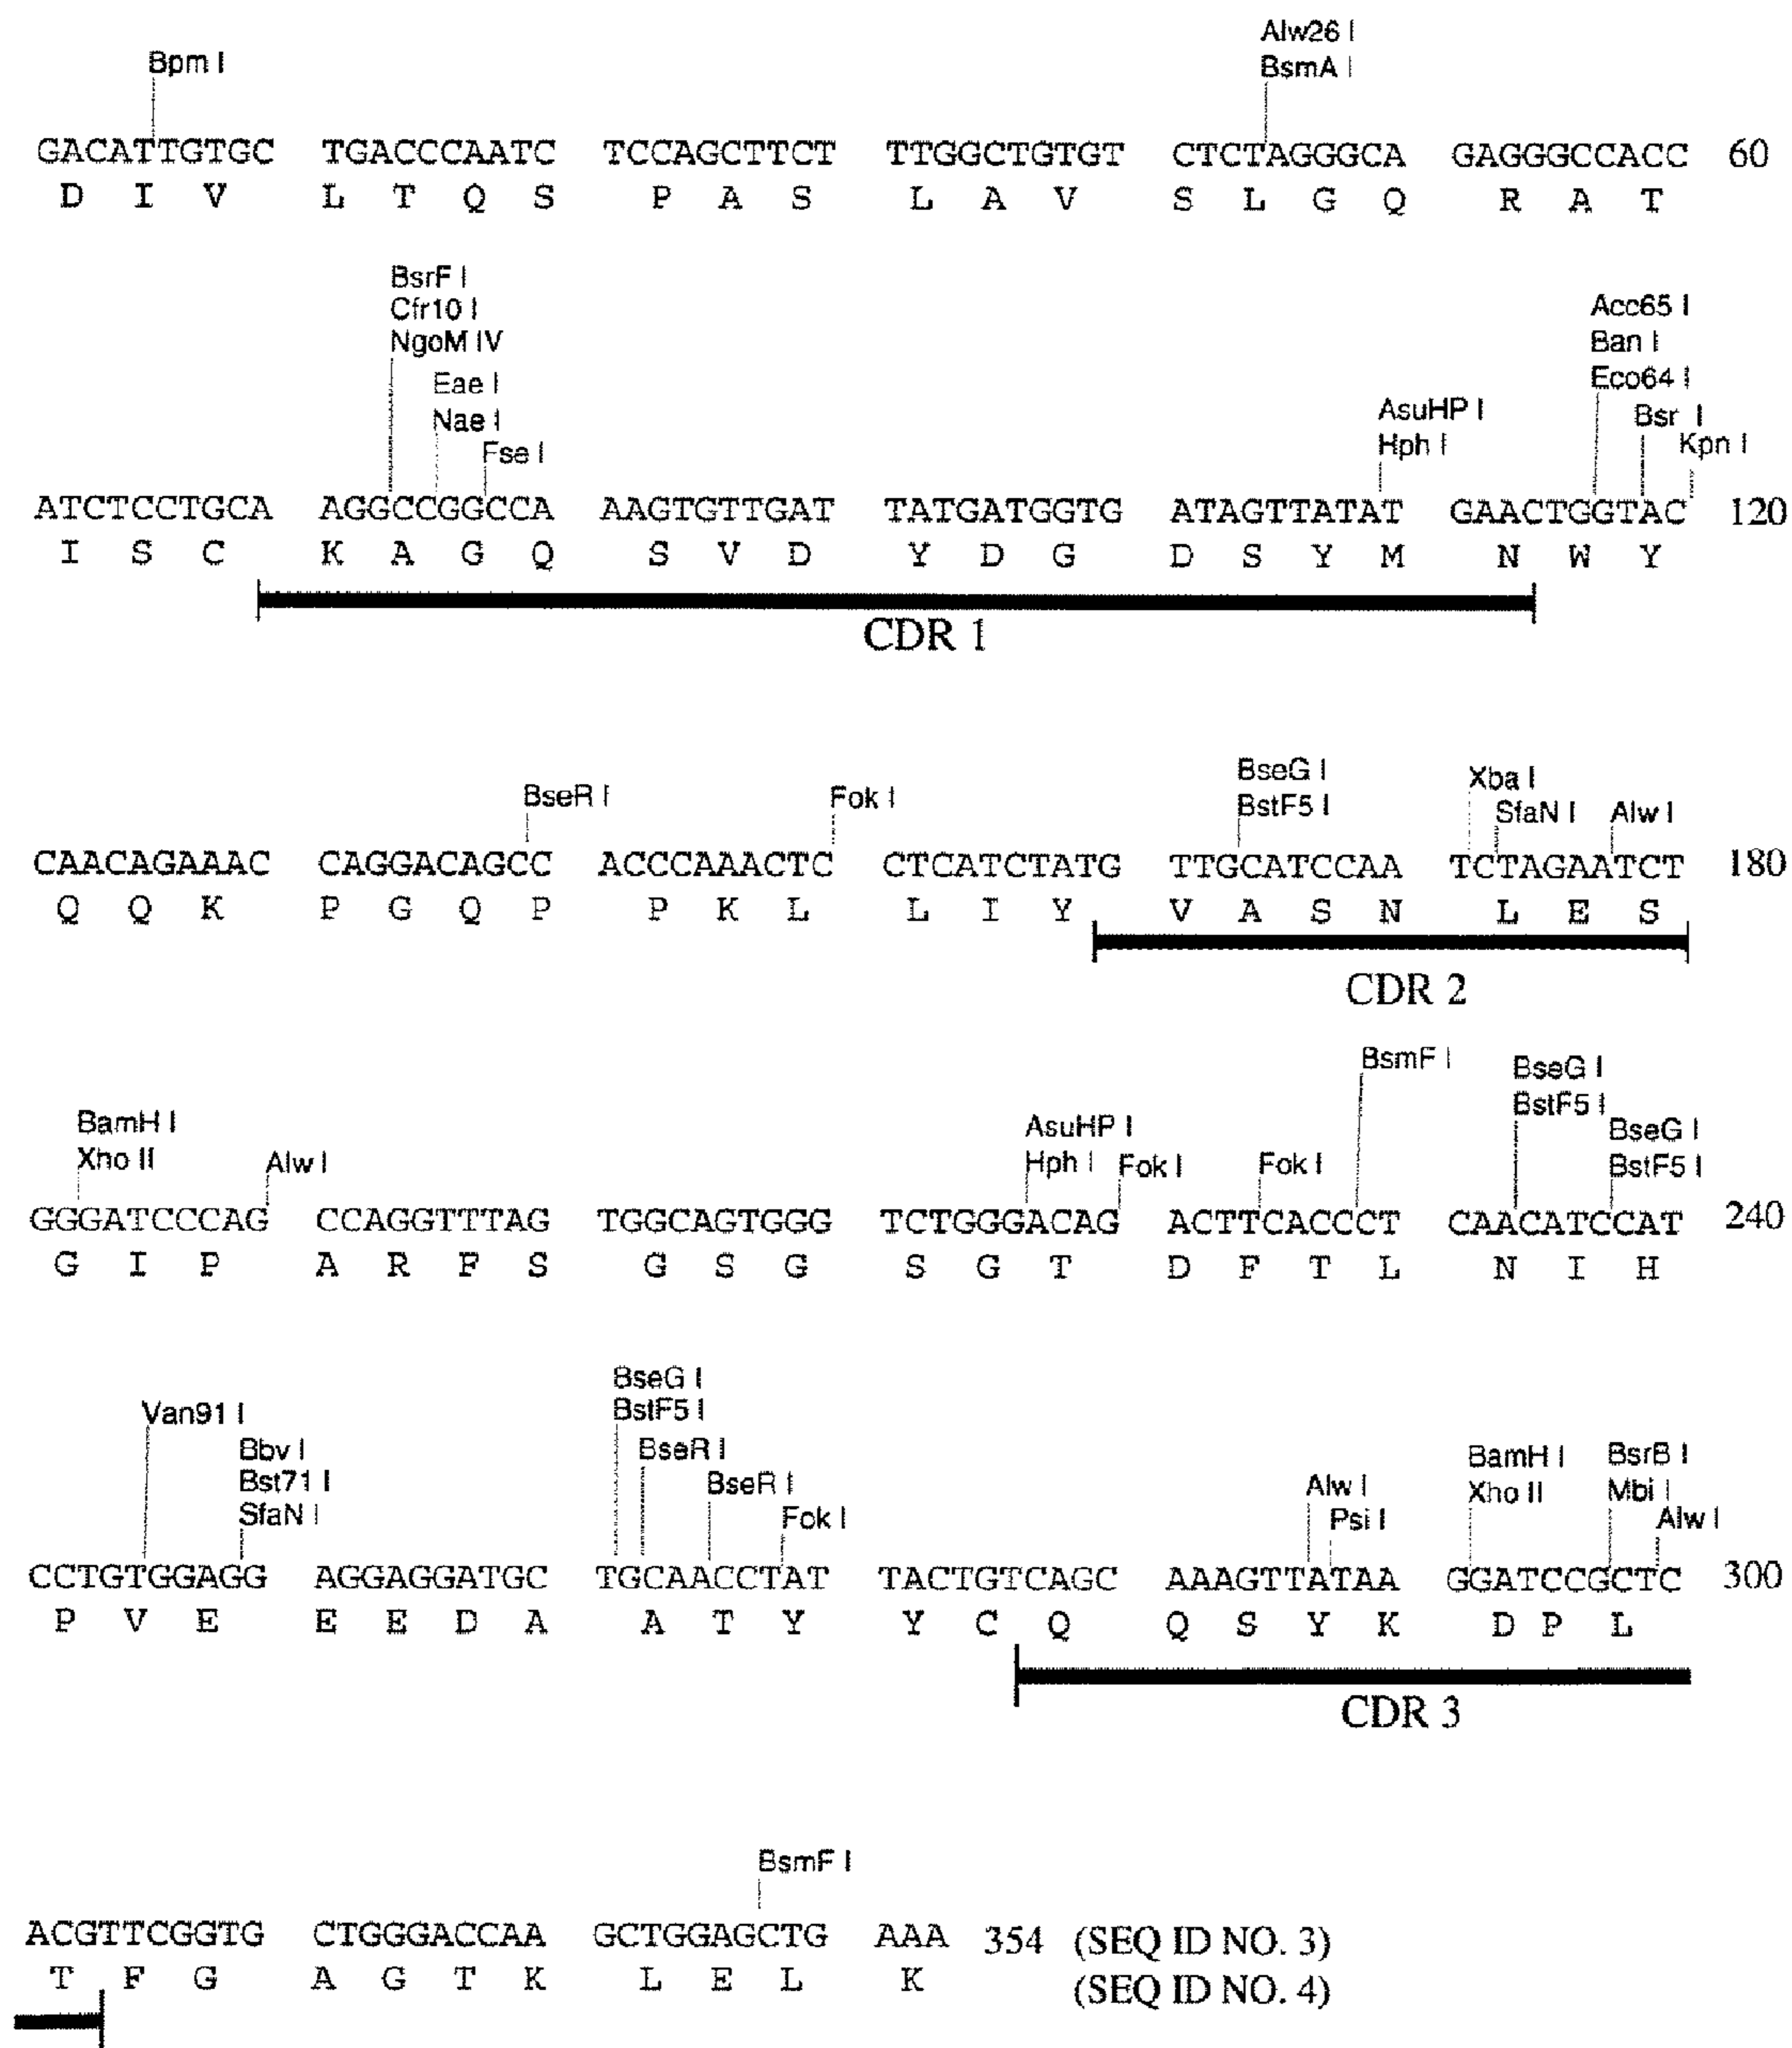 Alw26 I
Bpm I BsmA I
GACATTGTGC TGACCCAATC TCCAGCTTCT TTGGCTGTGT CTCTAGGGCA GAGGGCCACC 60
D I V L T Q S P A S L A V S L G Q R A T
BsrF I
Cfr10 I Acc65 I
NgoM IV Ban I
Eae I Eco64 I
Nae I AsuHP I Bsr I
Fse I Hph I Kpn I
ATCTCCTGCA AGGCCGGCCA AAGTGTTGAT TATGATGGTG ATAGTTATAT GAACTGGTAC 120
I S C K A G Q S V D Y D G D S Y M N W Y
CDR 1
BseG I Xba I
BseR I Fok I BstF5 I SfaN I Alw I
CAACAGAAAC CAGGACAGCC ACCCAAACTC CTCATCTATG TTGCATCCAA TCTAGAATCT 180
Q Q K P G Q P P K L L I Y V A S N L E S
CDR 2
BsmF I BseG I
BamH I AsuHP I BstF5 I BseG I
Xho II Alw I Hph I Fok I Fok I BstF5 I
GGGATCCCAG CCAGGTTTAG TGGCAGTGGG TCTGGGACAG ACTTCACCCT CAACATCCAT 240
G I P A R F S G S G S G T D F T L N I H
BseG I
Van91 I BstF5 I
Bbv I BseR I BamH I BsrB I
Bst71 I BseR I Alw I Xho II Mbi I
SfaN I Fok I Psi I Alw I
CCTGTGGAGG AGGAGGATGC TGCAACCTAT TACTGTCAGC AAAGTTATAA GGATCCGCTC 300
P V E E E D A A T Y Y C Q Q S Y K D P L
CDR 3
BsmF I
ACGTTCGGTG CTGGGACCAA GCTGGAGCTG AAA 354 (SEQ ID NO. 3)
T F G A G T K L E L K (SEQ ID NO. 4)